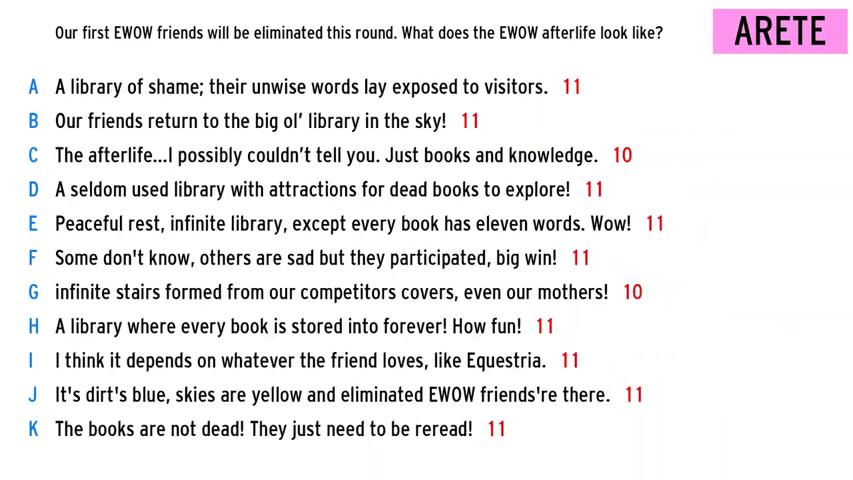 Our first EWOW friends will be eliminated this round. What does the EWOW afterlife look like?
ARETE
A A library of shame; their unwise words lay exposed to visitors. 11
B Our friends return to the big ol’ library in the sky! 11
C The afterlife...I possibly couldn’t tell you. Just books and knowledge. 10
D A seldom used library with attractions for dead books to explore! 11
E Peaceful rest, infinite library, except every book has eleven words. Wow! 11
F Some don't know, others are sad but they participated, big win! 11
G infinite stairs formed from our competitors covers, even our mothers! 10
H A library where every book is stored into forever! How fun! 11
I I think it depends on whatever the friend loves, like Equestria. 11
J It's dirt's blue, skies are yellow and eliminated EWOW friends're there. 11
K The books are not dead! They just need to be reread! 11